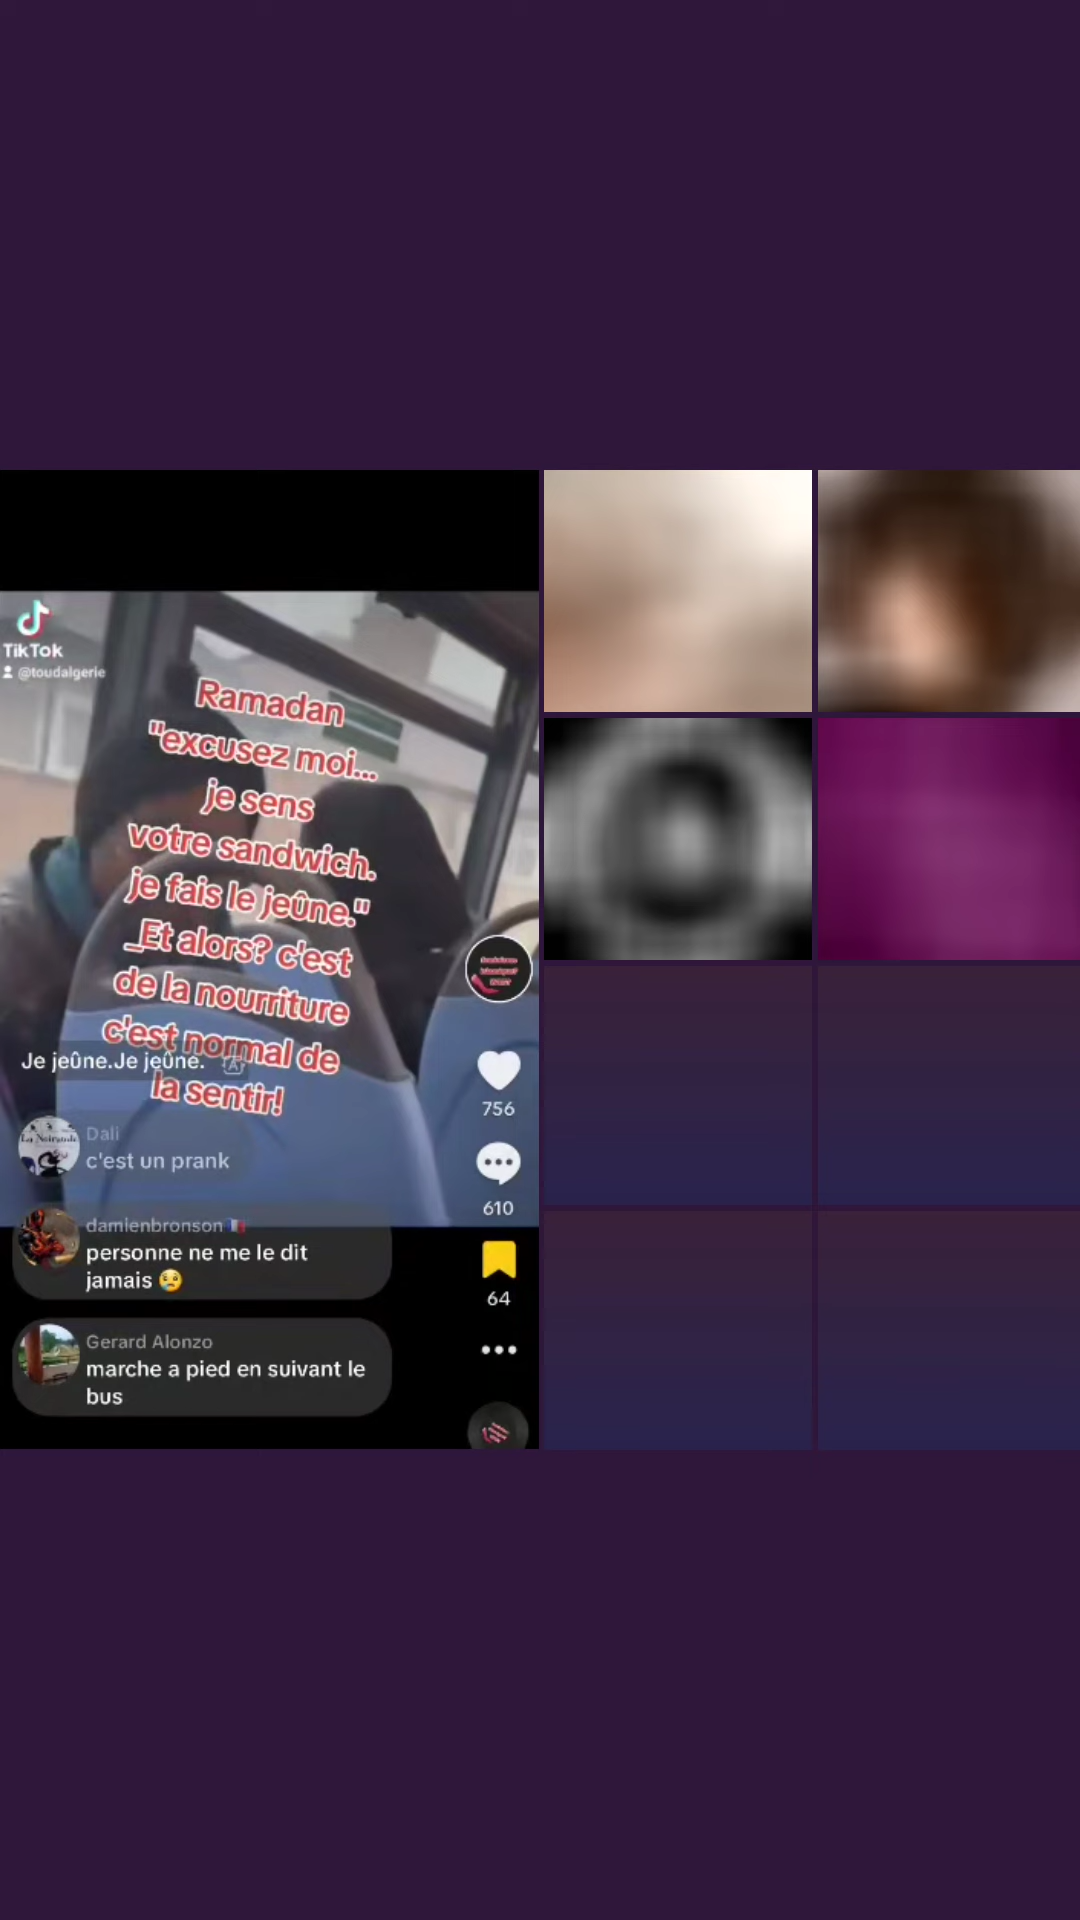 TikTok
@toudalgerie
Ramadan
"excusez moi...
je sens
votre sandwich.
je fais le jeûne."
_Et alors? c'est
de la nourriture
c'est normal de
la sentir!
Je jeûne.Je jeûne.
756
Dali
c'est un prank
610
damienbronson🇫🇷
personne ne me le dit
jamais 😢
64
Gerard Alonzo
marche a pied en suivant le
bus